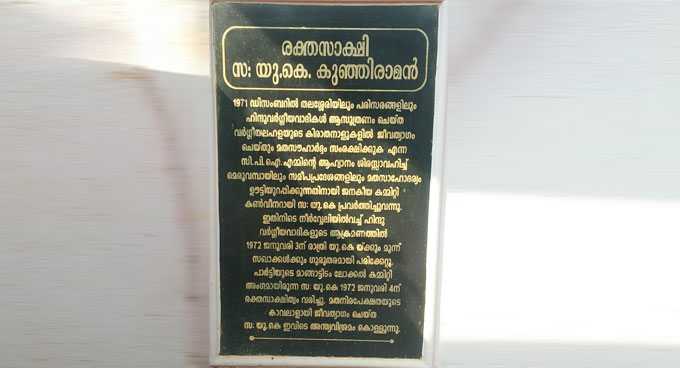 രക്തസാക്ഷി
സ: യു.കെ. കുഞ്ഞിരാമൻ
1971 ഡിസംബറിൽ തലശ്ശേരിയിലും പരിസരങ്ങളിലും
ഹിന്ദുവർഗ്ഗീയവാദികൾ ആസൂത്രണം ചെയ്ത
വർഗ്ഗീയലഹളയുടെ കിരാതനാളുകളിൽ ജീവത്യാഗം
ചെയ്തും മതസൗഹാർദ്ദം സംരക്ഷിക്കുക എന്ന
സി.പി.ഐ.എമ്മിന്റെ ആഹ്വാനം ശിരസ്സാവഹിച്ച്
മെരുവമ്പായിലും സമീപപ്രദേശങ്ങളിലും മതസാഹോദര്യം
ഊട്ടിയുറപ്പിക്കുന്നതിനായി ജനകീയ കമ്മിറ്റി
കൺവീനറായി സ: യു.കെ പ്രവർത്തിച്ചുവന്നു.
ഇതിനിടെ നീർവ്വേലിയിൽവച്ച് ഹിന്ദു
വർഗ്ഗീയവാദികളുടെ ആക്രമണത്തിൽ
1972 ജനുവരി 3ന് രാത്രി യു.കെ യ്ക്കും മൂന്ന്
സഖാക്കൾക്കും ഗുരുതരമായി പരിക്കേറ്റു.
പാർട്ടിയുടെ മാങ്ങാട്ടിടം ലോക്കൽ കമ്മിറ്റി
അംഗമായിരുന്ന സ: യു.കെ 1972 ജനുവരി 4ന്
രക്തസാക്ഷിത്വം വരിച്ചു. മതനിരപേക്ഷതയുടെ
കാവലാളായി ജീവത്യാഗം ചെയ്ത
സ: യു.കെ ഇവിടെ അന്ത്യവിശ്രമം കൊള്ളുന്നു.